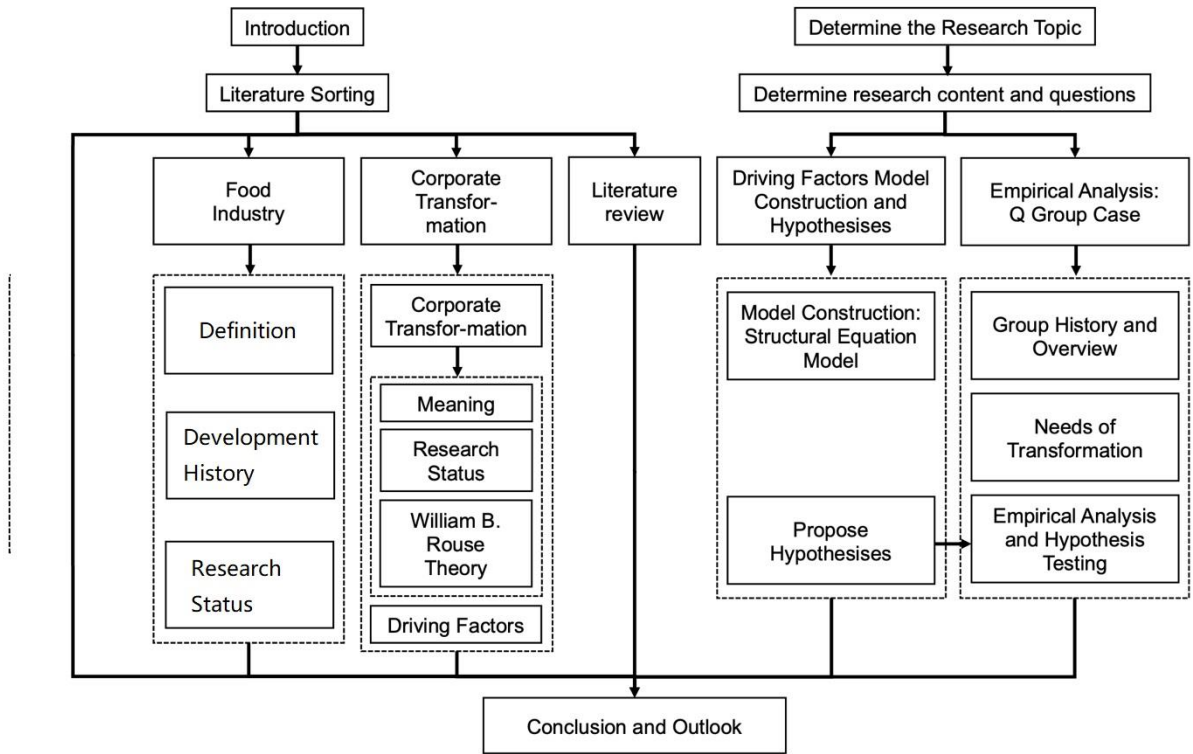 Introduction
Literature Sorting
Food
Industry
Definition
Development
History
Research
Status
Corporate
Transfor-
mation
Corporate
Transfor-mation
Meaning
Research
Status
William B.
Rouse
Theory
Driving Factors
Literature
review
Determine the Research Topic
Determine research content and questions
Driving Factors Model
Construction and
Hypothesises
Model Construction:
Structural Equation
Model
Propose
Hypothesises
Empirical Analysis:
Q Group Case
Group History and
Overview
Needs of
Transformation
Empirical Analysis
and Hypothesis
Testing
Conclusion and Outlook